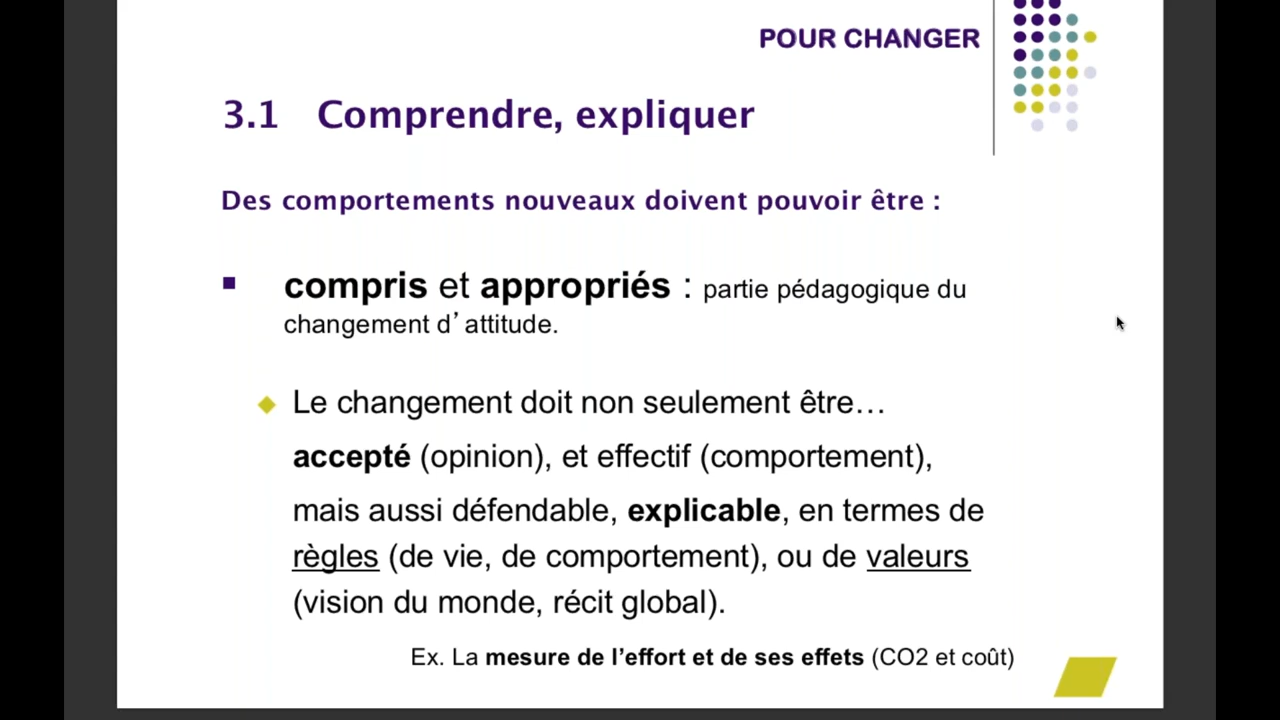 POUR CHANGER
3.1 Comprendre, expliquer
Des comportements nouveaux doivent pouvoir être :
compris et appropriés : partie pédagogique du
changement d’attitude.
Le changement doit non seulement être…
accepté (opinion), et effectif (comportement),
mais aussi défendable, explicable, en termes de
règles (de vie, de comportement), ou de valeurs
(vision du monde, récit global).
Ex. La mesure de l’effort et de ses effets (CO2 et coût)